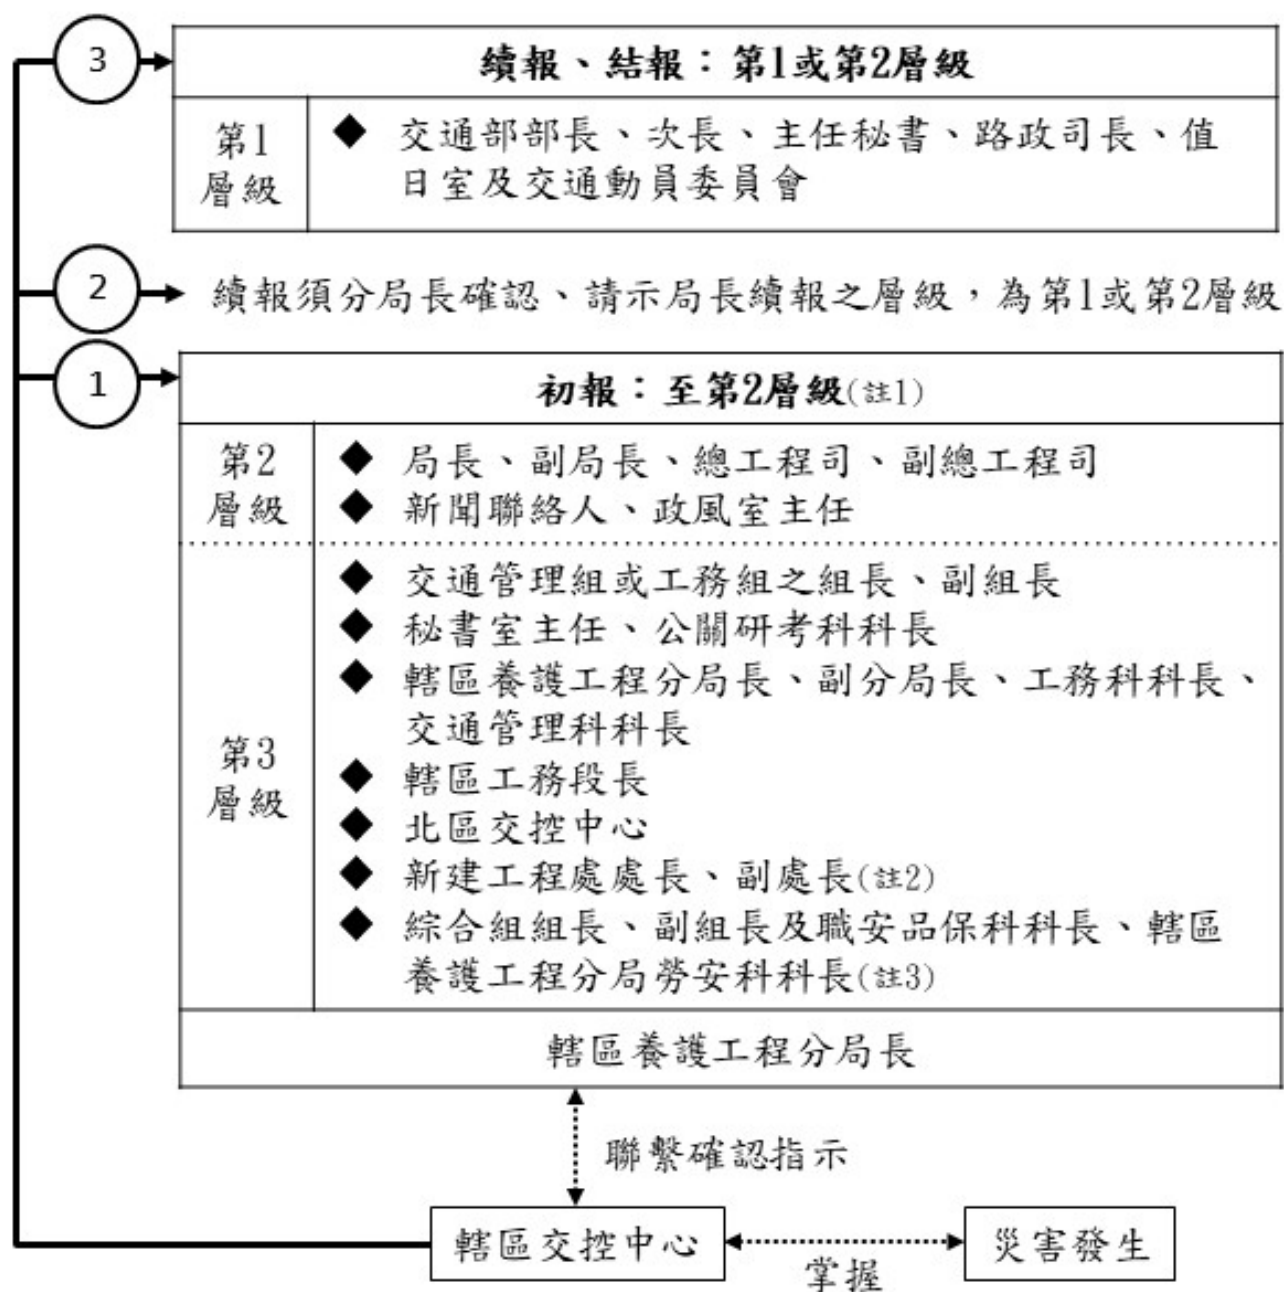 3
續報、結報：第1或第2層級
第1
層級
◆ 交通部部長、次長、主任秘書、路政司長、值
日室及交通動員委員會
2
續報須分局長確認、請示局長續報之層級，為第1或第2層級
1
初報：至第2層級(註1)
第2
層級
◆ 局長、副局長、總工程司、副總工程司
◆ 新聞聯絡人、政風室主任
第3
層級
◆ 交通管理組或工務組之組長、副組長
◆ 秘書室主任、公關研考科科長
◆ 轄區養護工程分局長、副分局長、工務科科長、
交通管理科科長
◆ 轄區工務段長
◆ 北區交控中心
◆ 新建工程處處長、副處長(註2)
◆ 綜合組組長、副組長及職安品保科科長、轄區
養護工程分局勞安科科長(註3)
轄區養護工程分局長
聯繫確認指示
轄區交控中心
掌握
災害發生